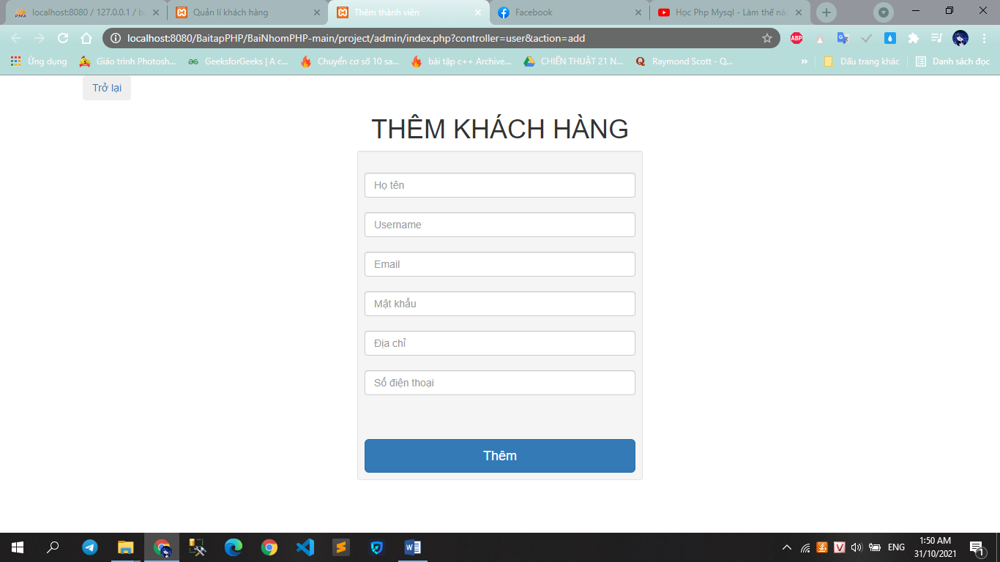 PMA localhost:8080 / 127.0.0.1 / b
Quản lí khách hàng
Thêm thành viên
Facebook
Học Php Mysql - Làm thế nào
localhost:8080/BaitapPHP/BaiNhomPHP-main/project/admin/index.php?controller=user&action=add
ABP
Ứng dụng
Giáo trình Photosh...
GeeksforGeeks | A c...
Chuyển cơ số 10 sa...
bài tập c++ Archive...
CHIẾN THUẬT 21 N...
Raymond Scott - Q...
»
Dấu trang khác
Danh sách đọc
Trở lại
THÊM KHÁCH HÀNG
Họ tên
Username
Email
Mật khẩu
Địa chỉ
Số điện thoại
Thêm
ENG
1:50 AM
31/10/2021
1